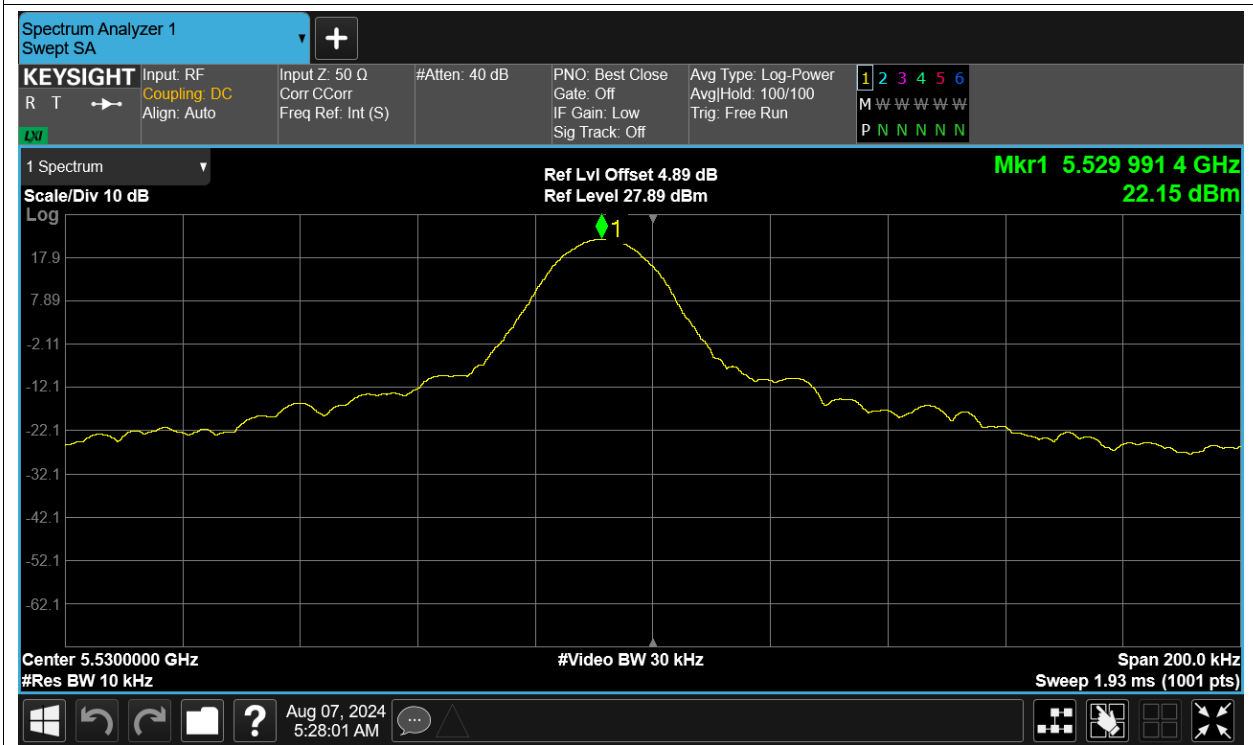 Spectrum Analyzer 1
Swept SA
KEYSIGHT
R T
LXI
Input: RF
Coupling: DC
Align: Auto
Input Z: 50 Ω
Corr CCorr
Freq Ref: Int (S)
#Atten: 40 dB
PNO: Best Close
Gate: Off
IF Gain: Low
Sig Track: Off
Avg Type: Log-Power
Avg|Hold: 100/100
Trig: Free Run
1 2 3 4 5 6
M W W W W W
P N N N N N
1 Spectrum
Scale/Div 10 dB
Ref Lvl Offset 4.89 dB
Ref Level 27.89 dBm
Mkr1 5.529 991 4 GHz
22.15 dBm
Log
1
17.9
7.89
-2.11
-12.1
-22.1
-32.1
-42.1
-52.1
-62.1
Center 5.5300000 GHz
#Res BW 10 kHz
#Video BW 30 kHz
Span 200.0 kHz
Sweep 1.93 ms (1001 pts)
?
Aug 07, 2024
5:28:01 AM